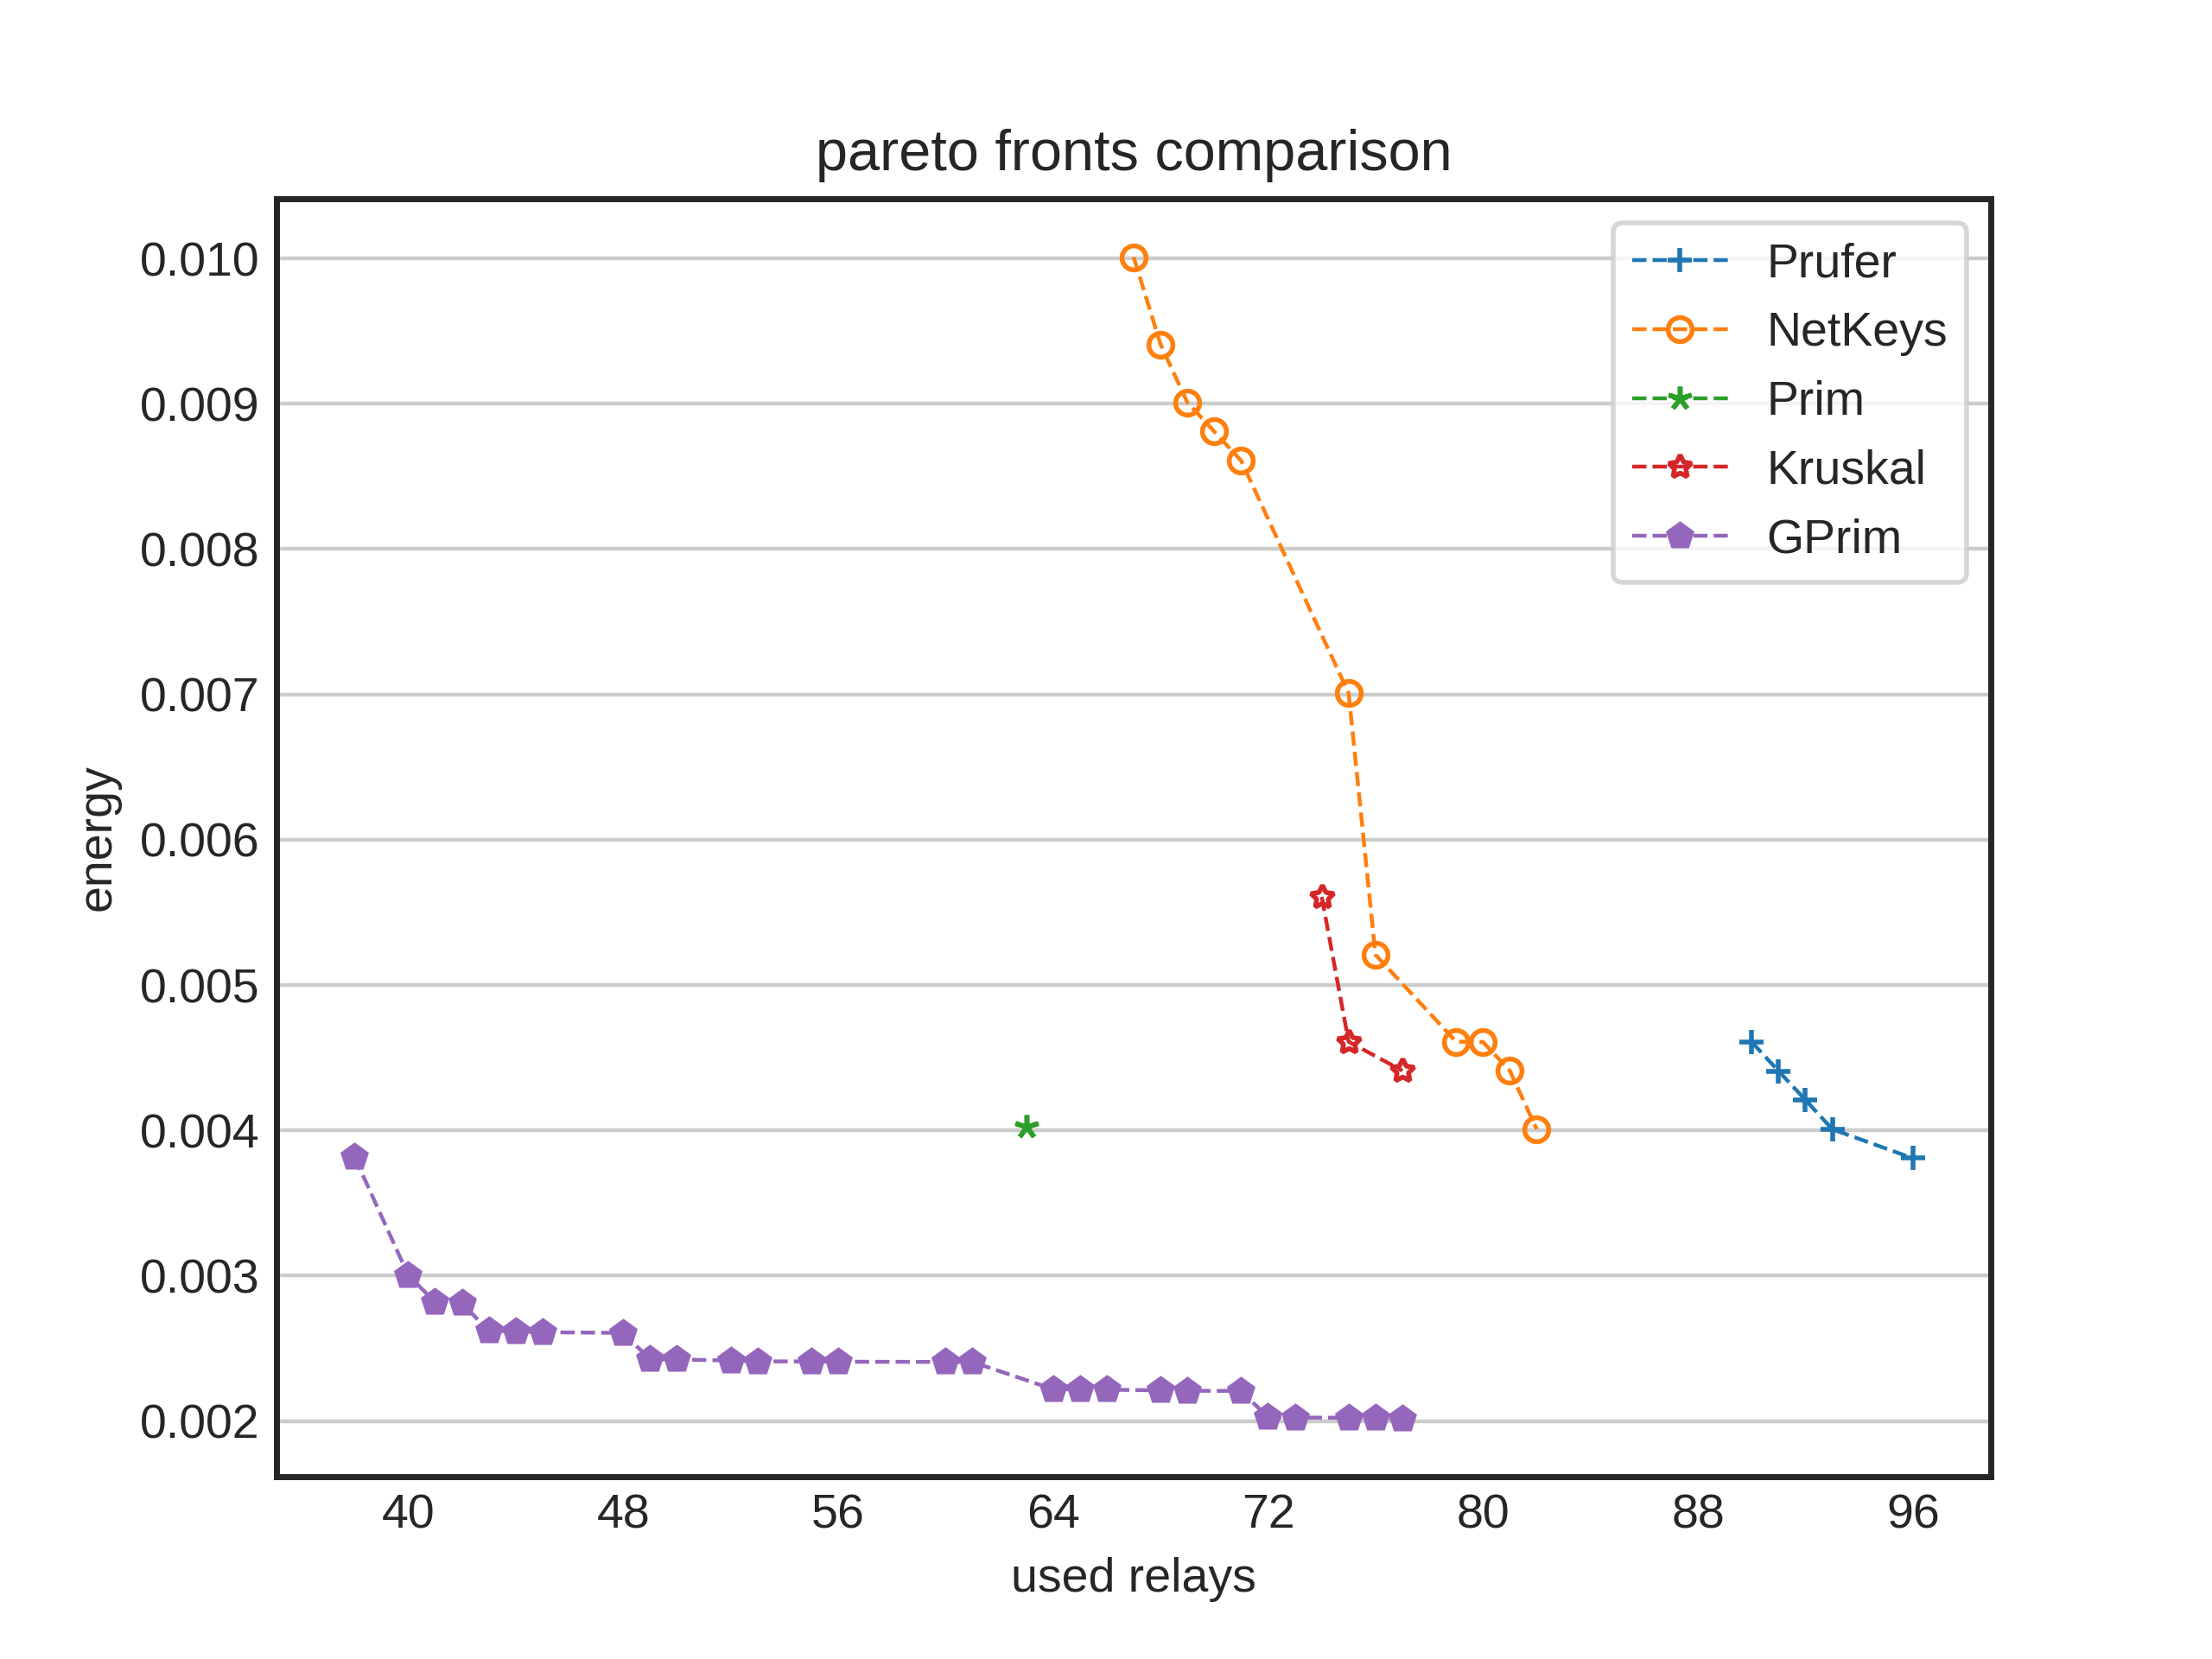 pareto fronts comparison
0.010
0.009
0.008
0.007
0.006
0.005
0.004
0.003
0.002
energy
Prufer
NetKeys
Prim
Kruskal
GPrim
40 48 56 64 72 80 88 96
used relays